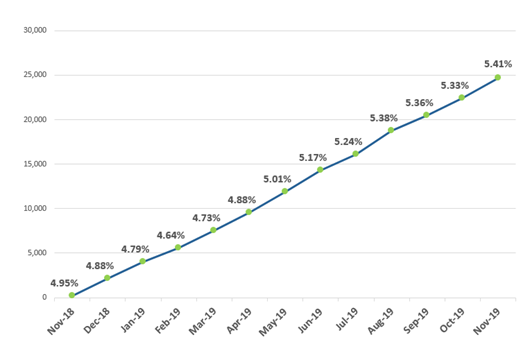 30,000
25,000
20,000
15,000
10,000
5,000
0
4.95%
4.88%
4.79%
4.64%
4.73%
4.88%
5.01%
5.17%
5.24%
5.38%
5.36%
5.33%
5.41%
Nov-18
Dec-18
Jan-19
Feb-19
Mar-19
Apr-19
May-19
Jun-19
Jul-19
Aug-19
Sep-19
Oct-19
Nov-19